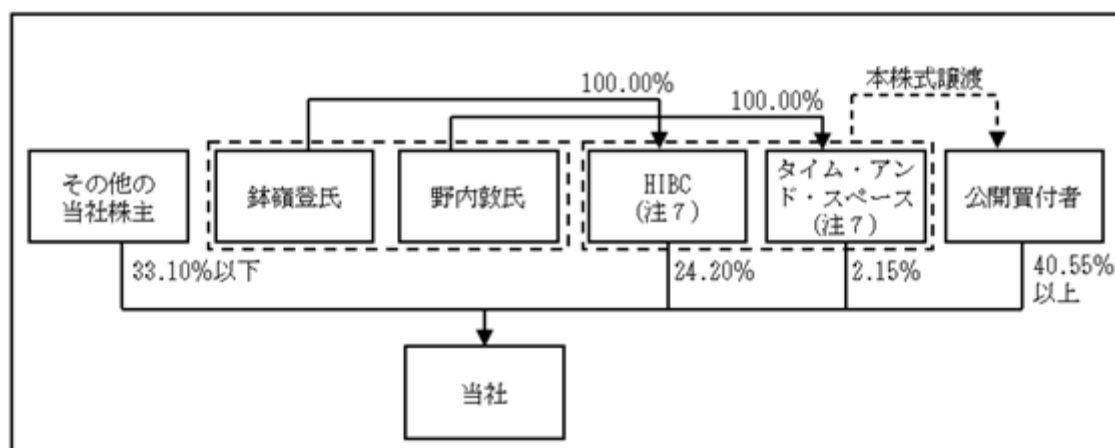 100.00%
100.00%
本株式譲渡
その他の
当社株主
鉢嶺登氏
野内敦氏
HIBC
(注７)
タイム・アン
ド・スペース
(注７)
公開買付者
33.10%以下
24.20%
2.15%
40.55%
以上
当社